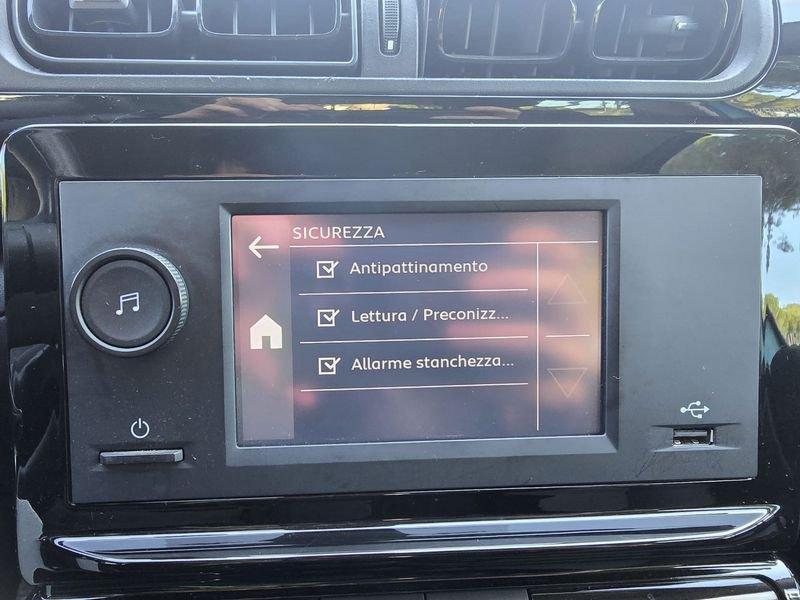 SICUREZZA
Antipattinamento
Lettura / Preconizz...
Allarme stanchezza...